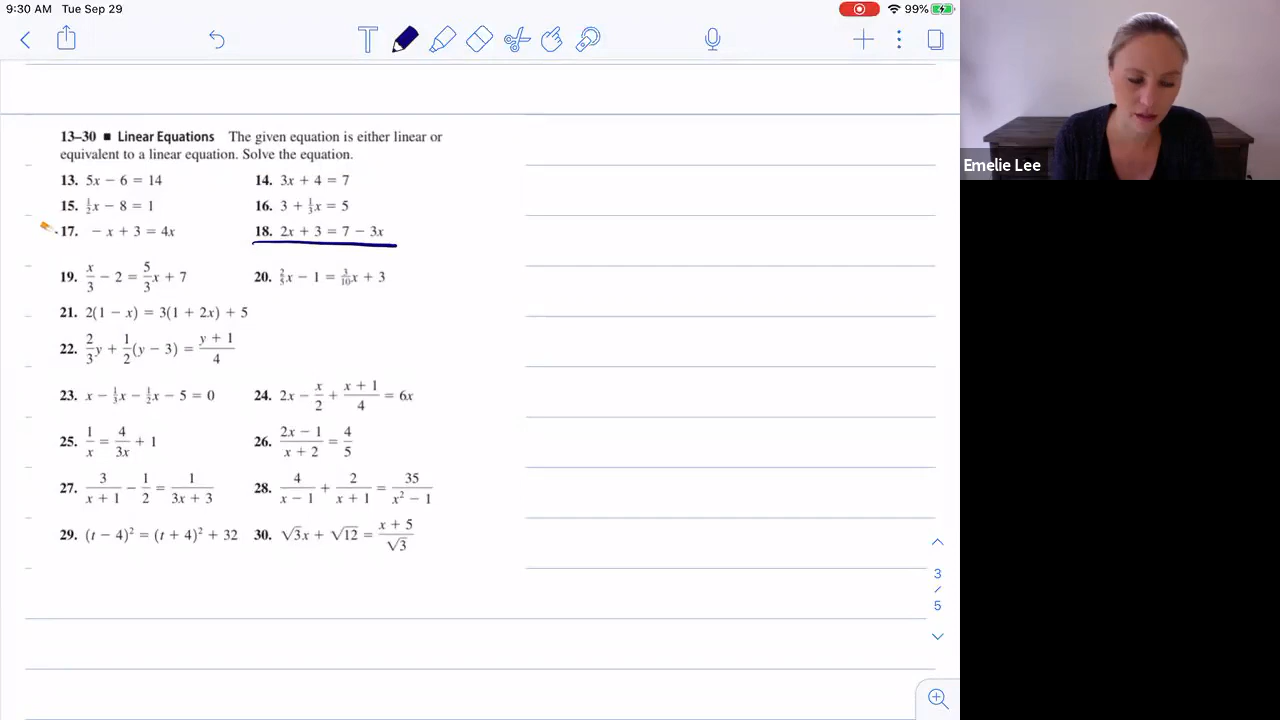 9:30 AM Tue Sep 29
99%
13–30 ■ Linear Equations The given equation is either linear or
equivalent to a linear equation. Solve the equation.
13. 5x − 6 = 14 14. 3x + 4 = 7
15. ½x − 8 = 1 16. 3 + ⅓x = 5
17. − x + 3 = 4x 18. 2x + 3 = 7 − 3x
19. x/3 − 2 = 5/3 x + 7 20. 2/5 x − 1 = 3/10 x + 3
21. 2(1 − x) = 3(1 + 2x) + 5
22. 2/3 y + 1/2 (y − 3) = (y + 1)/4
23. x − ⅓x − ½x − 5 = 0 24. 2x − x/2 + (x + 1)/4 = 6x
25. 1/x = 4/3x + 1 26. (2x − 1)/(x + 2) = 4/5
27. 3/(x + 1) − 1/2 = 1/(3x + 3) 28. 4/(x − 1) + 2/(x + 1) = 35/(x² − 1)
29. (t − 4)² = (t + 4)² + 32 30. √3x + √12 = (x + 5)/√3
3
/
5
Emelie Lee